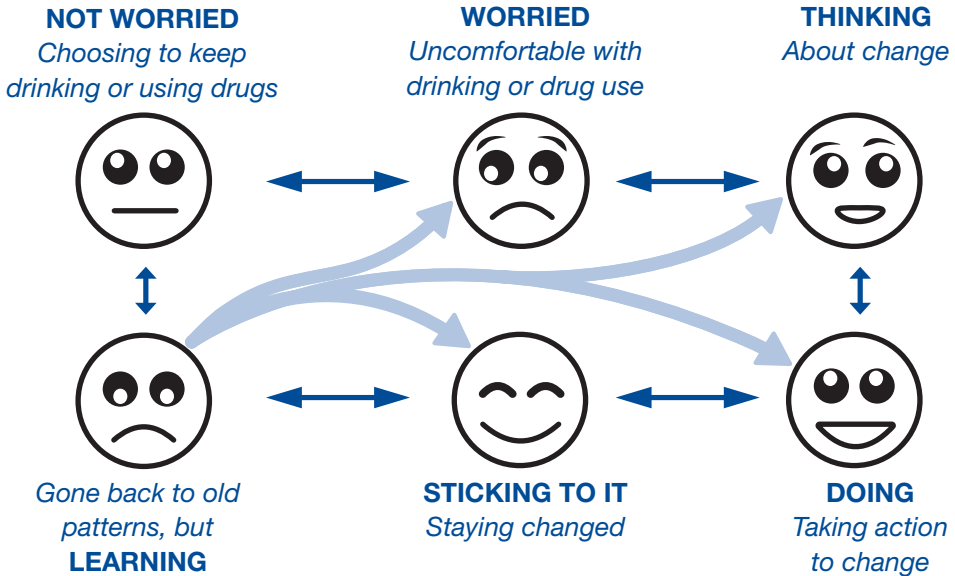 NOT WORRIED
Choosing to keep
drinking or using drugs
WORRIED
Uncomfortable with
drinking or drug use
THINKING
About change
Gone back to old
patterns, but
LEARNING
STICKING TO IT
Staying changed
DOING
Taking action
to change